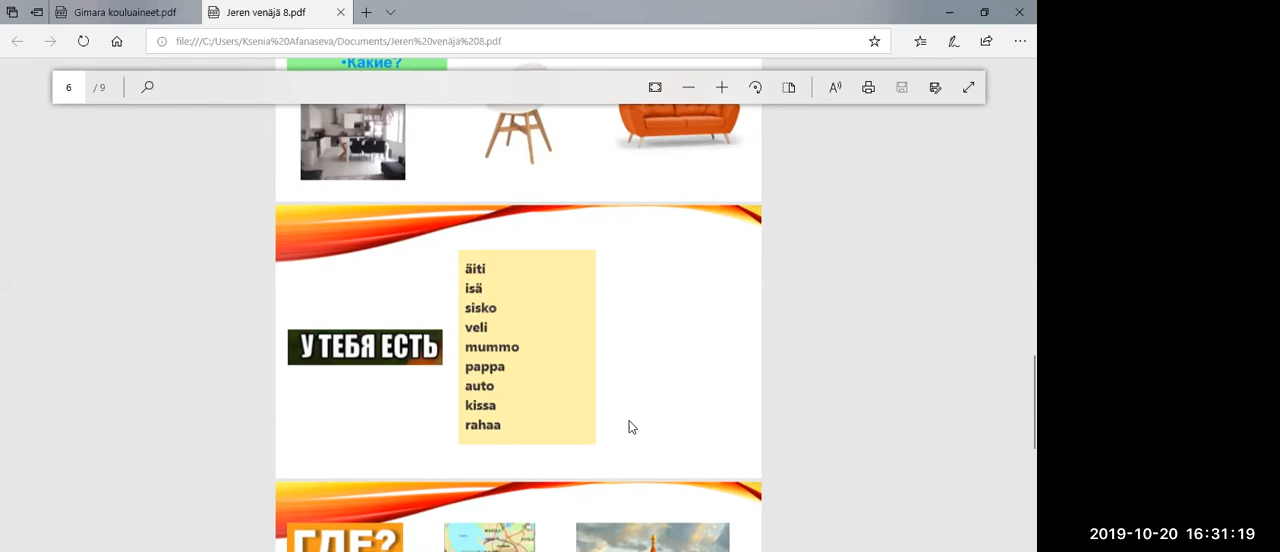 Gimara kouluaineet.pdf
Jeren venäjä 8.pdf
file:///C:/Users/Ksenia%20Afanaseva/Documents/Jeren%20venäjä%208.pdf
•Какие?
6 / 9
äiti
isä
sisko
veli
mummo
pappa
auto
kissa
rahaa
У ТЕБЯ ЕСТЬ
ГДЕ?
2019-10-20 16:31:19